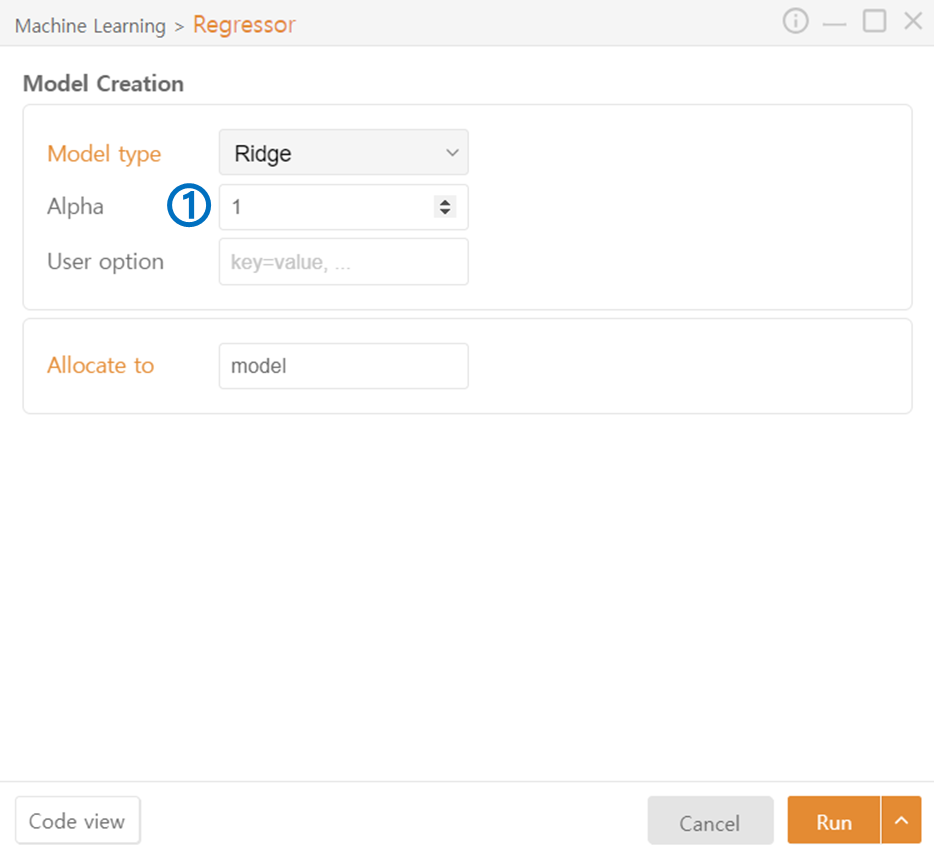 Machine Learning > Regressor
Model Creation
Model type Ridge
Alpha ① 1
User option key=value, ...
Allocate to model
Code view Cancel Run